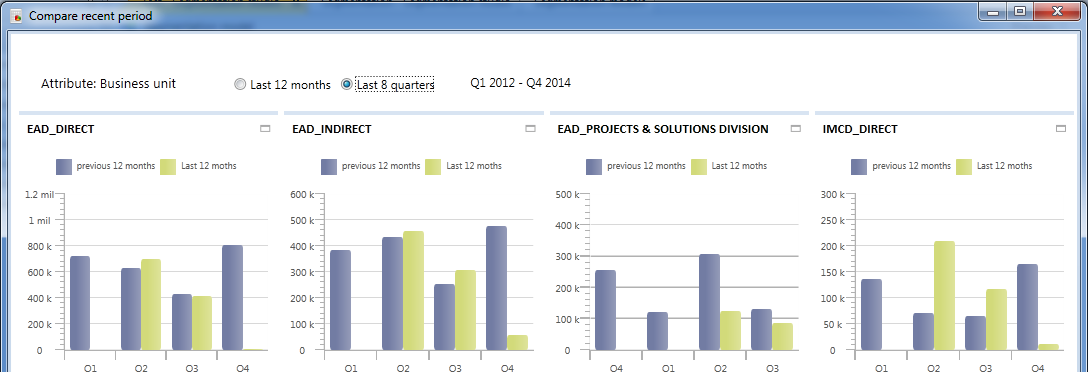 Compare recent period
Attribute: Business unit
Last 12 months
Last 8 quarters
Q1 2012 - Q4 2014
EAD_DIRECT
previous 12 months
Last 12 moths
1.2 mil
1 mil
800 k
600 k
400 k
200 k
0
Q1 Q2 Q3 Q4
EAD_INDIRECT
previous 12 months
Last 12 moths
600 k
500 k
400 k
300 k
200 k
100 k
0
Q1 Q2 Q3 Q4
EAD_PROJECTS & SOLUTIONS DIVISION
previous 12 months
Last 12 moths
500 k
400 k
300 k
200 k
100 k
0
Q4 Q1 Q2 Q3
IMCD_DIRECT
previous 12 months
Last 12 moths
300 k
250 k
200 k
150 k
100 k
50 k
0
Q1 Q2 Q3 Q4